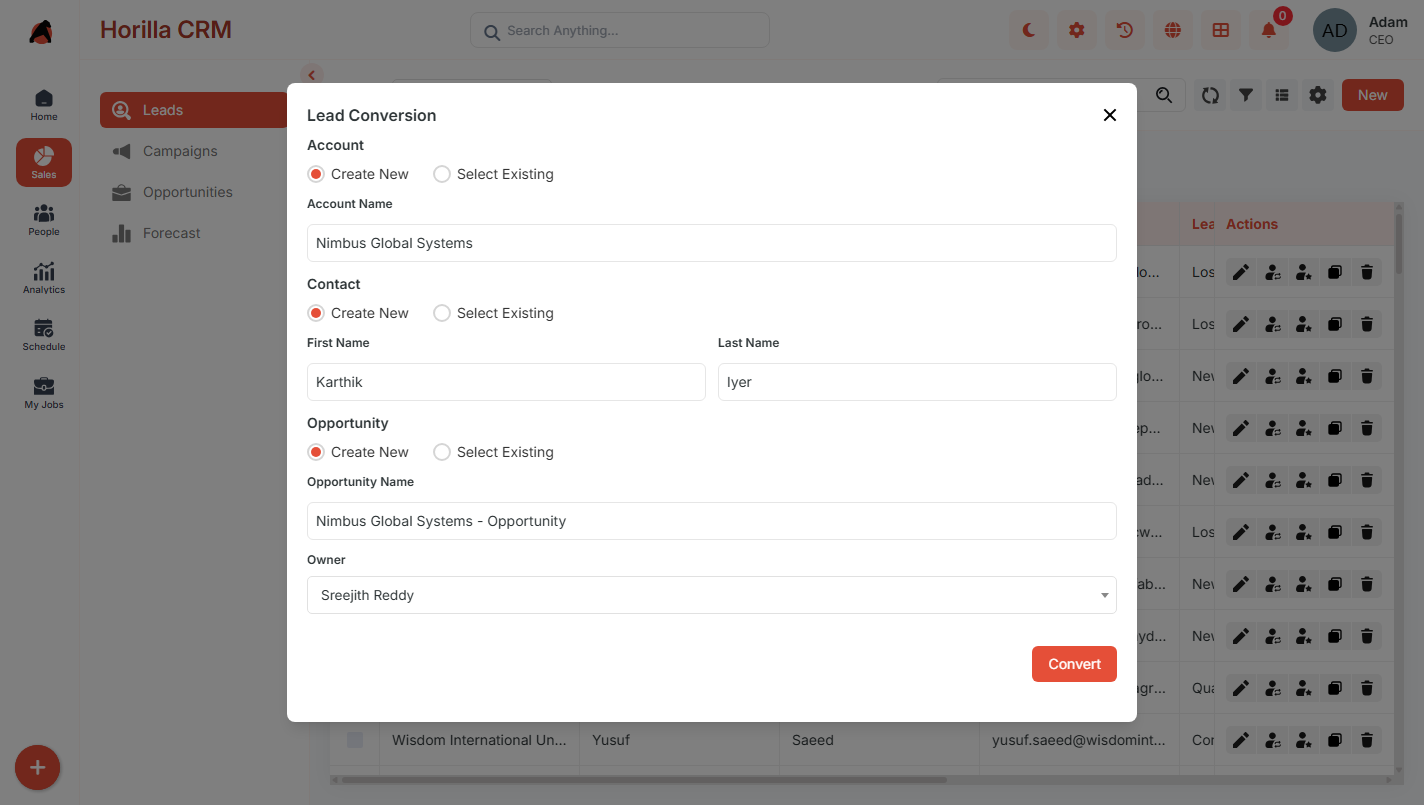 Horilla CRM
Search Anything...
0
AD
Adam
CEO
Home
Sales
People
Analytics
Schedule
My Jobs
Leads
Campaigns
Opportunities
Forecast
New
Lead Conversion
Account
Create New Select Existing
Account Name
Nimbus Global Systems
Contact
Create New Select Existing
First Name Last Name
Karthik Iyer
Opportunity
Create New Select Existing
Opportunity Name
Nimbus Global Systems - Opportunity
Owner
Sreejith Reddy
Convert
Actions
Wisdom International Un... Yusuf Saeed yusuf.saeed@wisdomint...